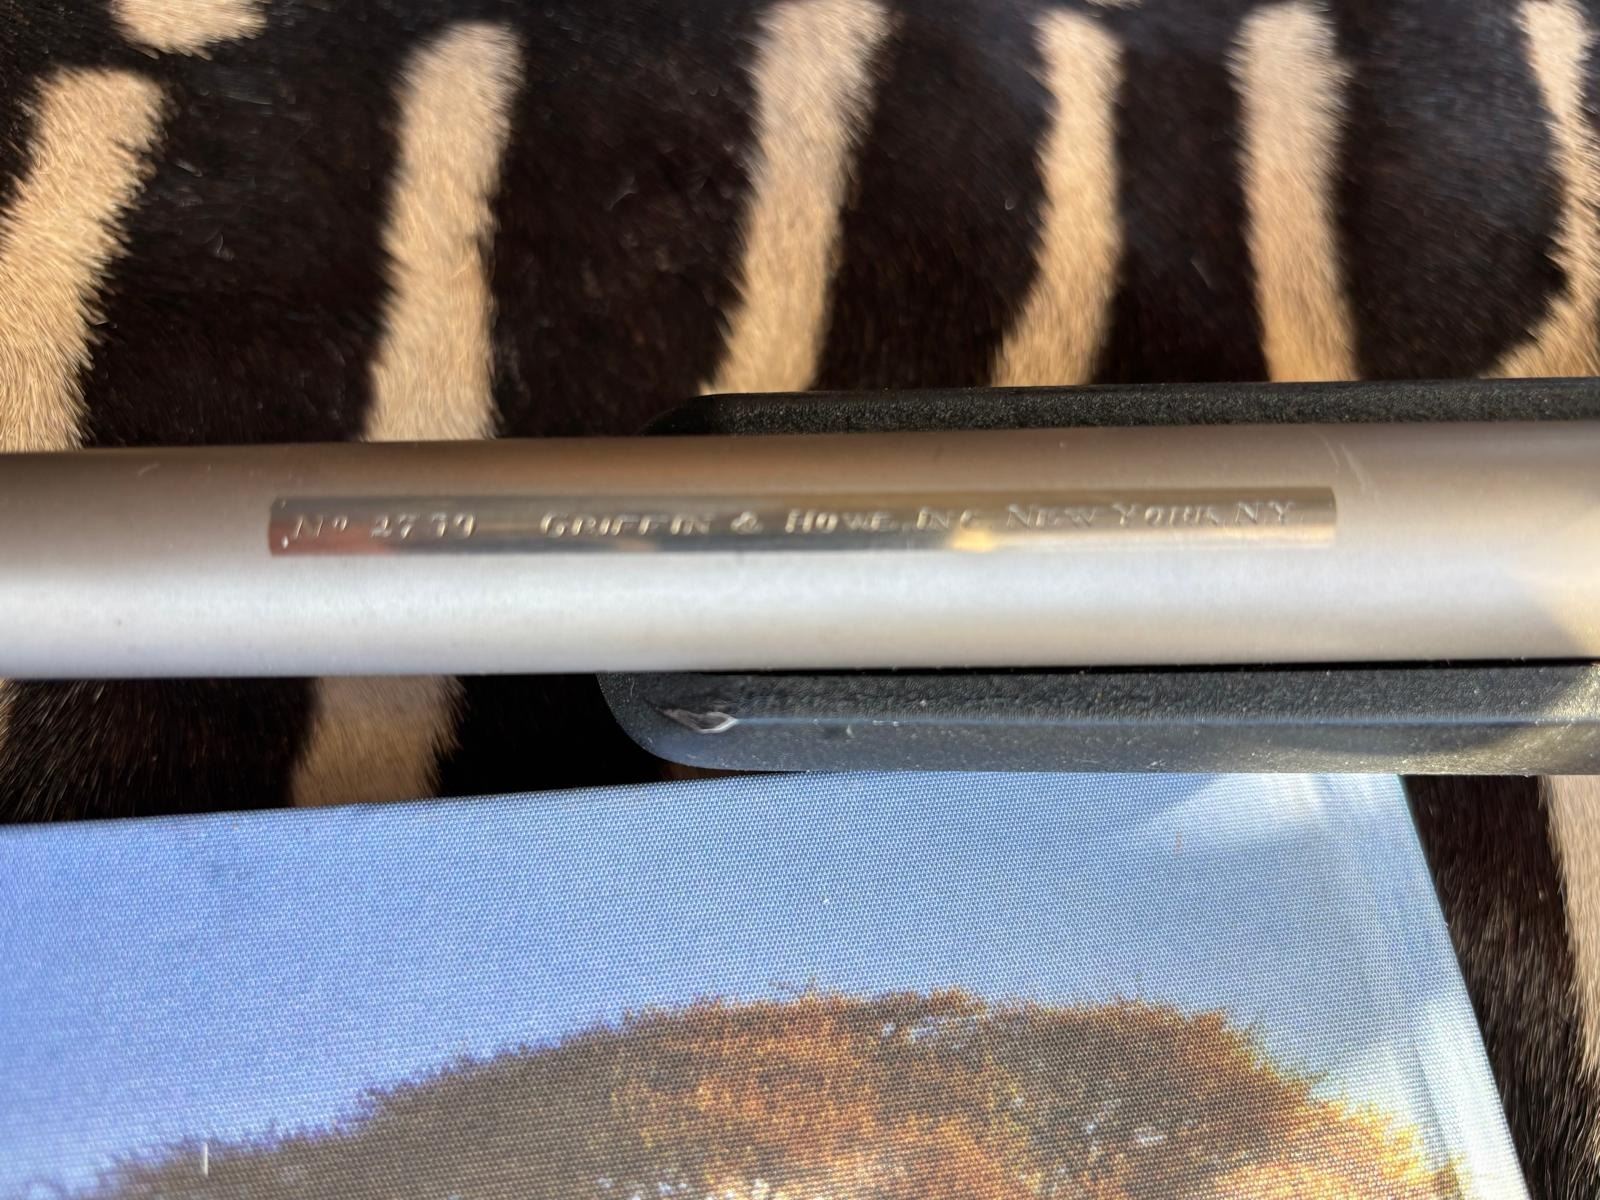 Nº 2739 GRIFFIN & HOWE, INC. NEW YORK, NY